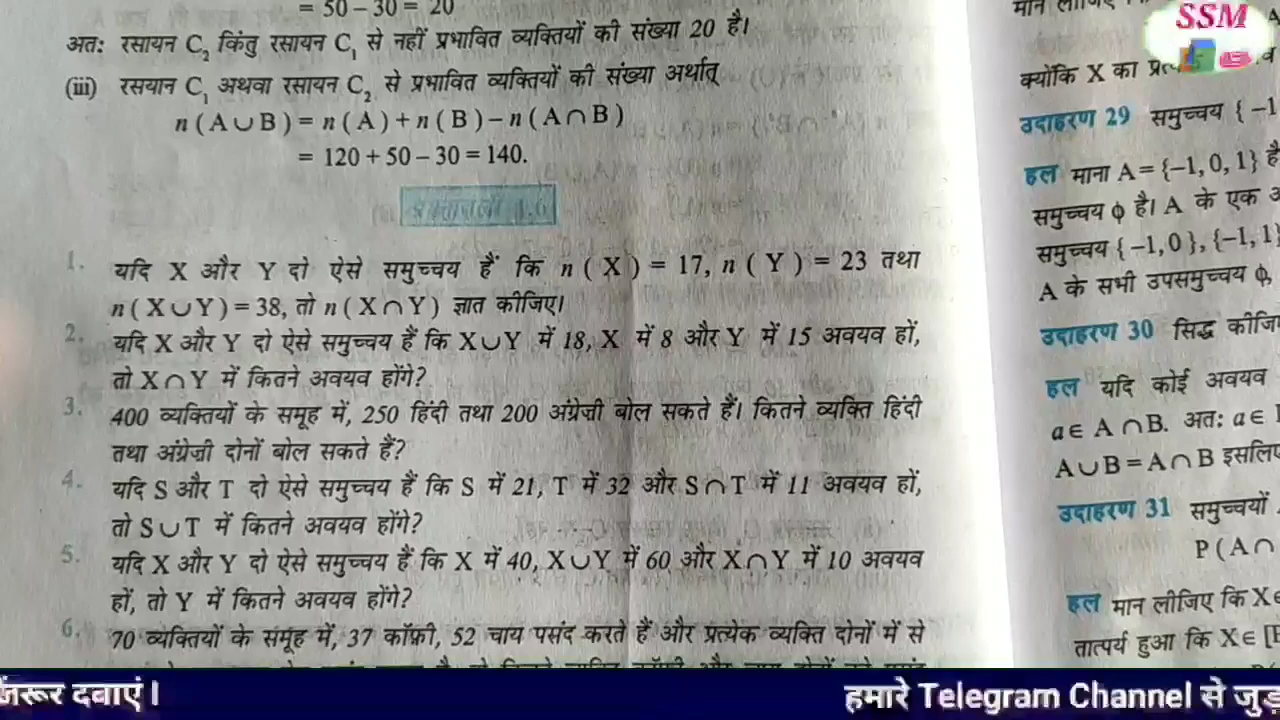 = 50 – 30 = 20
अतः रसायन C₂ किंतु रसायन C₁ से नहीं प्रभावित व्यक्तियों की संख्या 20 है।
(iii) रसयान C₁ अथवा रसायन C₂ से प्रभावित व्यक्तियों की संख्या अर्थात्
n ( A ∪ B ) = n ( A ) + n ( B ) – n ( A ∩ B )
= 120 + 50 – 30 = 140.
प्रश्नावली 1.6
1. यदि X और Y दो ऐसे समुच्चय हैं कि n ( X ) = 17, n ( Y ) = 23 तथा
n ( X ∪ Y ) = 38, तो n ( X ∩ Y ) ज्ञात कीजिए।
2. यदि X और Y दो ऐसे समुच्चय हैं कि X ∪ Y में 18, X में 8 और Y में 15 अवयव हों,
तो X ∩ Y में कितने अवयव होंगे?
3. 400 व्यक्तियों के समूह में, 250 हिंदी तथा 200 अंग्रेज़ी बोल सकते हैं। कितने व्यक्ति हिंदी
तथा अंग्रेज़ी दोनों बोल सकते हैं?
4. यदि S और T दो ऐसे समुच्चय हैं कि S में 21, T में 32 और S ∩ T में 11 अवयव हों,
तो S ∪ T में कितने अवयव होंगे?
5. यदि X और Y दो ऐसे समुच्चय हैं कि X में 40, X ∪ Y में 60 और X ∩ Y में 10 अवयव
हों, तो Y में कितने अवयव होंगे?
6. 70 व्यक्तियों के समूह में, 37 कॉफ़ी, 52 चाय पसंद करते हैं और प्रत्येक व्यक्ति दोनों में से
मान लीजिए
SSM
क्योंकि X का
उदाहरण 29 समुच्चय { –1
हल माना A = {–1, 0, 1} है
समुच्चय ϕ है। A के एक
समुच्चय { –1, 0 }, {–1, 1}
A के सभी उपसमुच्चय ϕ,
उदाहरण 30 सिद्ध
हल यदि कोई अवयव
a ∈ A ∩ B. अतः a ∈
A ∪ B = A ∩ B इसलिए
उदाहरण 31 समुच्चयों
P ( A ∩
हल मान लीजिए कि X ∈
तात्पर्य हुआ कि X ∈
जरूर दबाएं।
हमारे Telegram Channel से जुड़